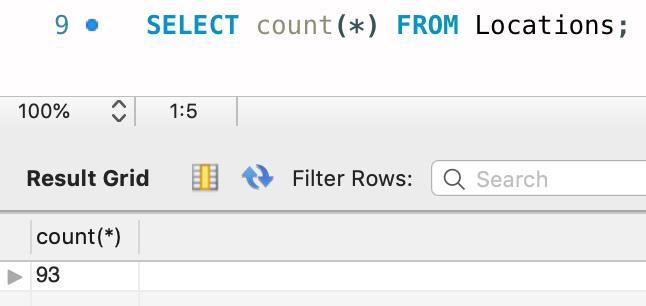 9 SELECT count(*) FROM Locations;
100% 1:5
Result Grid Filter Rows: Search
count(*)
93